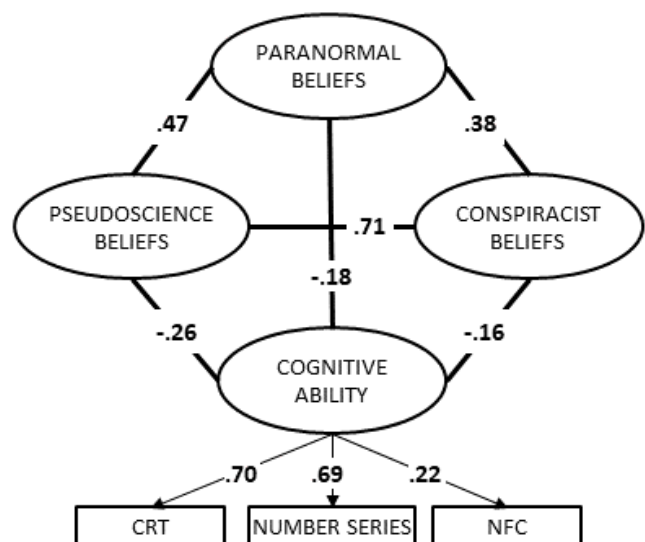 PARANORMAL
BELIEFS
.47
.38
PSEUDOSCIENCE
BELIEFS
.71
CONSPIRACIST
BELIEFS
-.18
-.26
-.16
COGNITIVE
ABILITY
.70
.69
.22
CRT
NUMBER SERIES
NFC